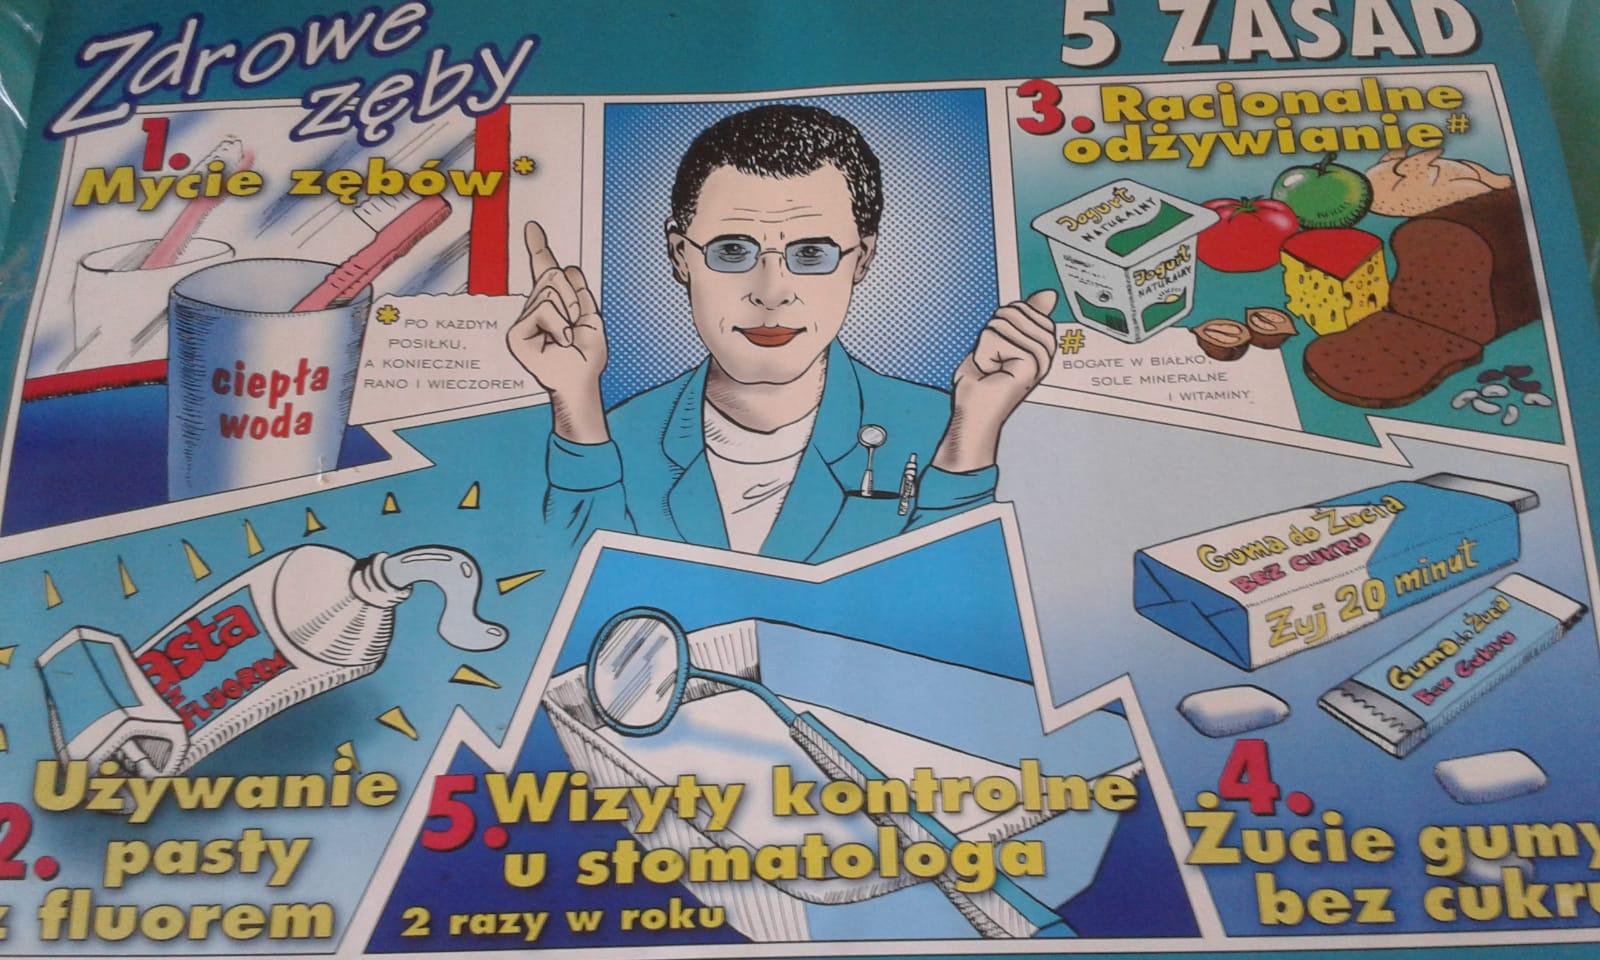 Zdrowe
zęby
5 ZASAD
1.
Mycie zębów*
ciepła
woda
* PO KAŻDYM
POSIŁKU,
A KONIECZNIE
RANO I WIECZOREM
3. Racjonalne
odżywianie#
Jogurt
NATURALNY
Jogurt
NATURALNY
# BOGATE W BIAŁKO,
SOLE MINERALNE
I WITAMINY
asta
z
FLUOREM
2. Używanie
pasty
z fluorem
Guma do Żucia
BEZ CUKRU
Żuj 20 minut
Guma do Żucia
Bez Cukru
4.
Żucie gumy
bez cukru
5. Wizyty kontrolne
u stomatologa
2 razy w roku